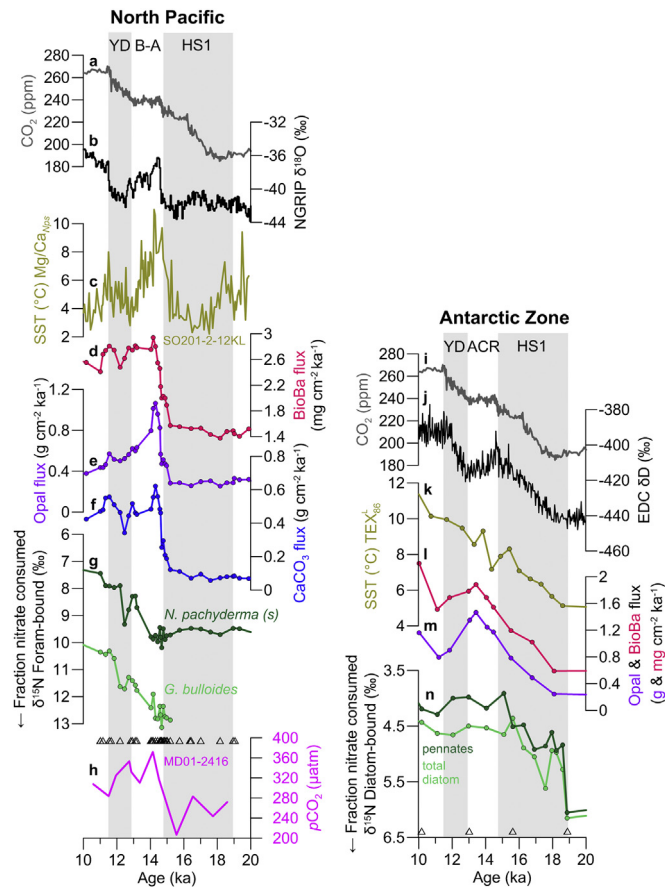 North Pacific
YD B-A HS1
a
280
260
240
220
200
180
CO2 (ppm)
b
-32
-36
-40
-44
NGRIP δ18O (‰)
10
8
6
4
2
SST (°C) Mg/CaNps
c
SO201-2-12KL
d
3
2.6
2.2
1.8
1.4
BioBa flux
(mg cm-2 ka-1)
1.2
0.8
0.4
0
Opal flux (g cm-2 ka-1)
e
f
0.8
0.4
0
CaCO3 flux (g cm-2 ka-1)
6
7
8
9
10
11
12
13
← Fraction nitrate consumed
δ15N Foram-bound (‰)
g
N. pachyderma (s)
G. bulloides
h
MD01-2416
400
360
320
280
240
200
pCO2 (µatm)
10 12 14 16 18 20
Age (ka)
Antarctic Zone
YD ACR HS1
i
260
240
220
200
180
CO2 (ppm)
j
-380
-400
-420
-440
-460
EDC δD (‰)
k
12
10
8
6
4
SST (°C) TEXL86
l
m
2
1.6
1.2
0.8
0.4
0
Opal & BioBa flux
(g & mg cm-2 ka-1)
3.5
4.5
5.5
6.5
← Fraction nitrate consumed
δ15N Diatom-bound (‰)
n
pennates
total
diatom
10 12 14 16 18 20
Age (ka)